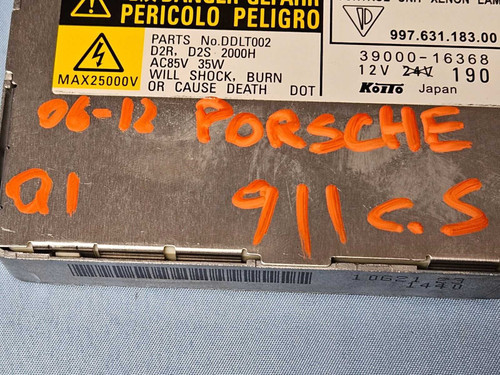 PERICOLO PELIGRO
997.631.183.00
PARTS No.DDLT002
D2R, D2S 2000H
AC85V 35W
WILL SHOCK, BURN
OR CAUSE DEATH DOT
MAX25000V
39000-16368
12V 24V 190
KOITO Japan
06-12 PORSCHE
Q1 911 C.S
1440